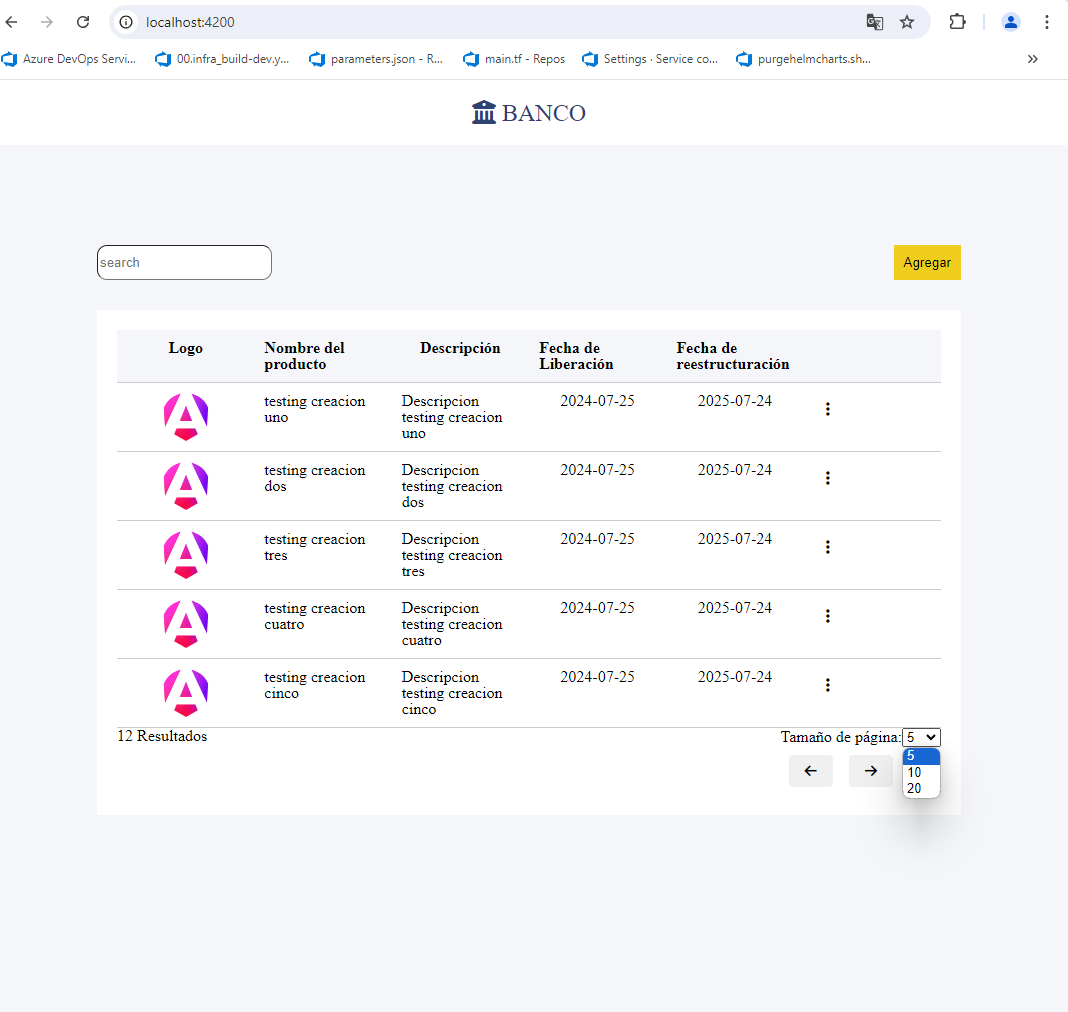 localhost:4200
Azure DevOps Servi...
00.infra_build-dev.y...
parameters.json - R...
main.tf - Repos
Settings · Service co...
purgehelmcharts.sh...
BANCO
search
Agregar
Logo
Nombre del
producto
Descripción
Fecha de
Liberación
Fecha de
reestructuración
testing creacion
uno
Descripcion
testing creacion
uno
2024-07-25
2025-07-24
testing creacion
dos
Descripcion
testing creacion
dos
2024-07-25
2025-07-24
testing creacion
tres
Descripcion
testing creacion
tres
2024-07-25
2025-07-24
testing creacion
cuatro
Descripcion
testing creacion
cuatro
2024-07-25
2025-07-24
testing creacion
cinco
Descripcion
testing creacion
cinco
2024-07-25
2025-07-24
12 Resultados
Tamaño de página: 5
5
10
20